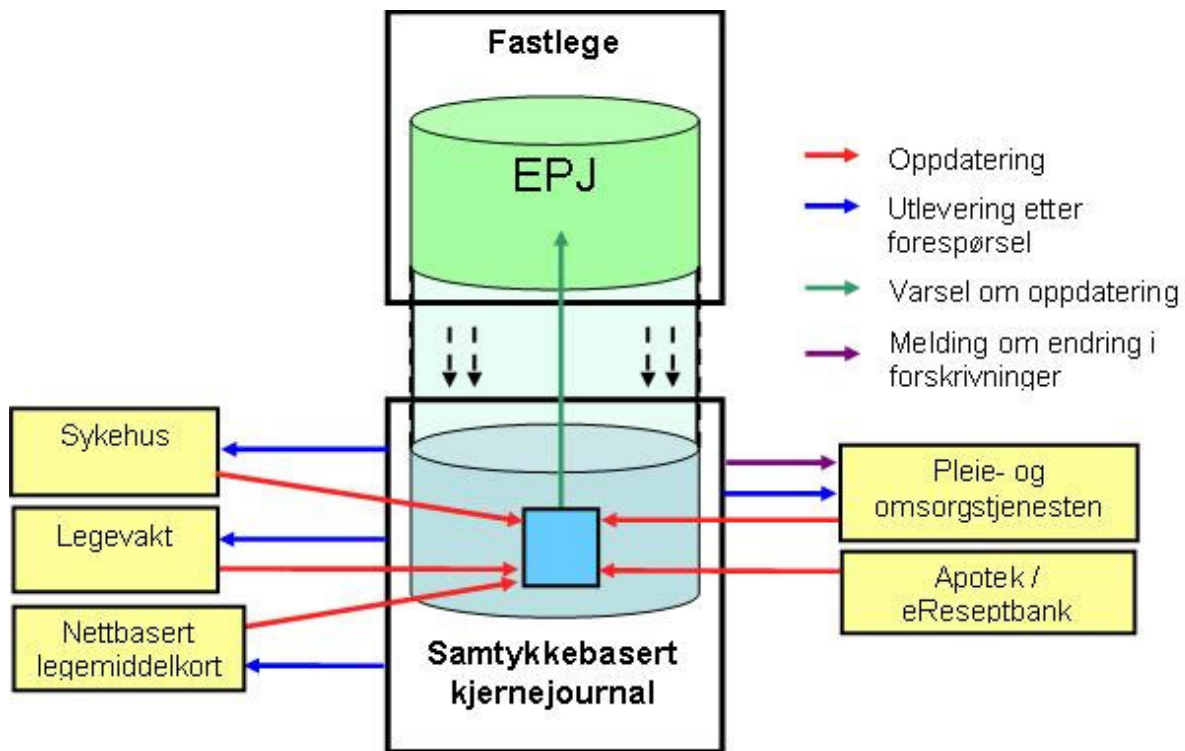 Fastlege
EPJ
Oppdatering
Utlevering etter
forespørsel
Varsel om oppdatering
Melding om endring i
forskrivninger
Sykehus
Legevakt
Nettbasert
legemiddelkort
Pleie- og
omsorgstjenesten
Apotek /
eReseptbank
Samtykkebasert
kjernejournal